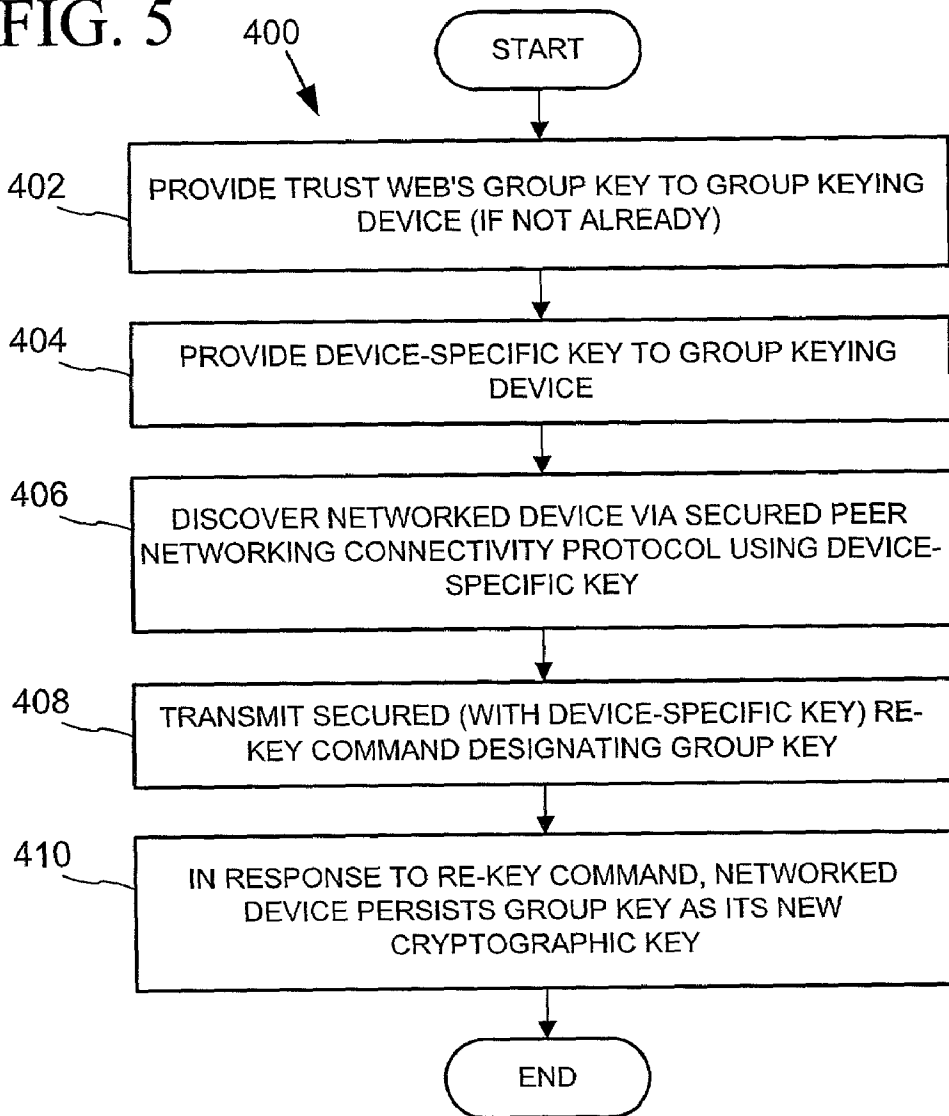 FIG. 5
400
START
402
PROVIDE TRUST WEB'S GROUP KEY TO GROUP KEYING
DEVICE (IF NOT ALREADY)
404
PROVIDE DEVICE-SPECIFIC KEY TO GROUP KEYING
DEVICE
406
DISCOVER NETWORKED DEVICE VIA SECURED PEER
NETWORKING CONNECTIVITY PROTOCOL USING DEVICE-
SPECIFIC KEY
408
TRANSMIT SECURED (WITH DEVICE-SPECIFIC KEY) RE-
KEY COMMAND DESIGNATING GROUP KEY
410
IN RESPONSE TO RE-KEY COMMAND, NETWORKED
DEVICE PERSISTS GROUP KEY AS ITS NEW
CRYPTOGRAPHIC KEY
END